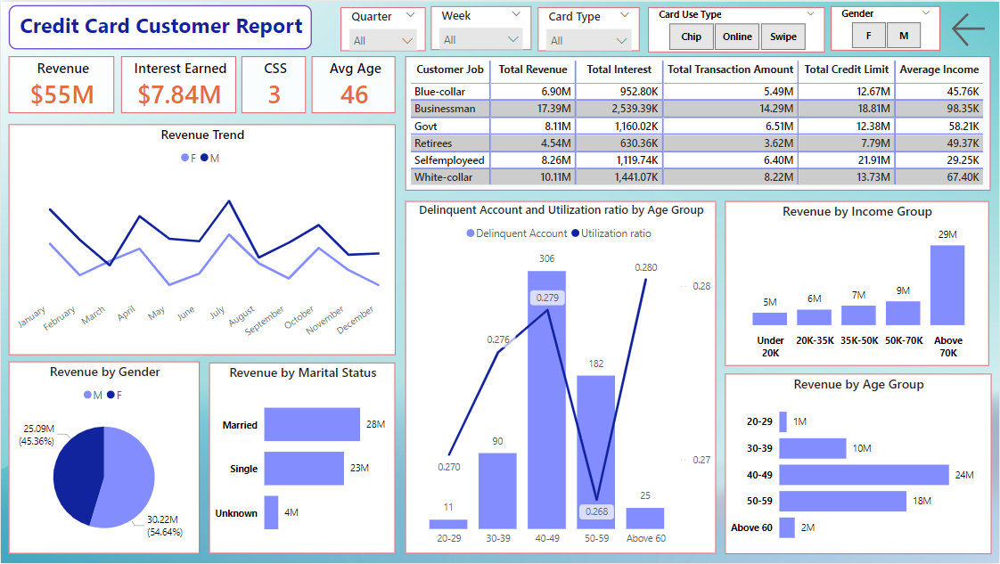 Credit Card Customer Report
Quarter
All
Week
All
Card Type
All
Card Use Type
Chip Online Swipe
Gender
F M
Revenue
$55M
Interest Earned
$7.84M
CSS
3
Avg Age
46
Customer Job Total Revenue Total Interest Total Transaction Amount Total Credit Limit Average Income
Blue-collar 6.90M 952.80K 5.49M 12.67M 45.76K
Businessman 17.39M 2,539.39K 14.29M 18.81M 98.35K
Govt 8.11M 1,160.02K 6.51M 12.38M 58.21K
Retirees 4.54M 630.36K 3.62M 7.79M 49.37K
Selfemployeed 8.26M 1,119.74K 6.40M 21.91M 29.25K
White-collar 10.11M 1,441.07K 8.22M 13.73M 67.40K
Revenue Trend
F M
January February March April May June July August September October November December
Revenue by Gender
M F
25.09M
(45.36%)
30.22M
(54.64%)
Revenue by Marital Status
Married 28M
Single 23M
Unknown 4M
Delinquent Account and Utilization ratio by Age Group
Delinquent Account Utilization ratio
306
0.280
0.28
0.279
0.276
182
90
0.270
0.27
11
0.268
25
20-29 30-39 40-49 50-59 Above 60
Revenue by Income Group
29M
9M
7M
6M
5M
Under 20K 20K-35K 35K-50K 50K-70K Above 70K
Revenue by Age Group
20-29 1M
30-39 10M
40-49 24M
50-59 18M
Above 60 2M